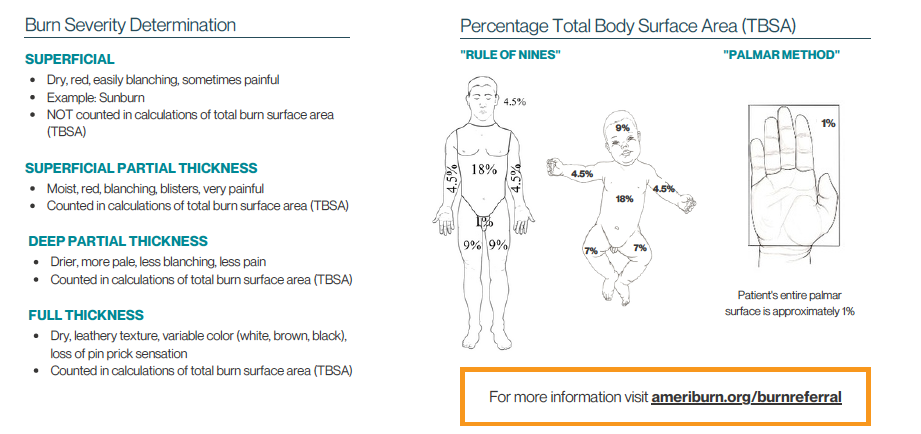 Burn Severity Determination
SUPERFICIAL
• Dry, red, easily blanching, sometimes painful
• Example: Sunburn
• NOT counted in calculations of total burn surface area
(TBSA)
SUPERFICIAL PARTIAL THICKNESS
• Moist, red, blanching, blisters, very painful
• Counted in calculations of total burn surface area (TBSA)
DEEP PARTIAL THICKNESS
• Drier, more pale, less blanching, less pain
• Counted in calculations of total burn surface area (TBSA)
FULL THICKNESS
• Dry, leathery texture, variable color (white, brown, black),
loss of pin prick sensation
• Counted in calculations of total burn surface area (TBSA)
Percentage Total Body Surface Area (TBSA)
"RULE OF NINES"
4.5%
4.5%
18%
4.5%
1%
9% 9%
9%
4.5%
4.5%
18%
7%
7%
"PALMAR METHOD"
1%
Patient's entire palmar
surface is approximately 1%
For more information visit ameriburn.org/burnreferral